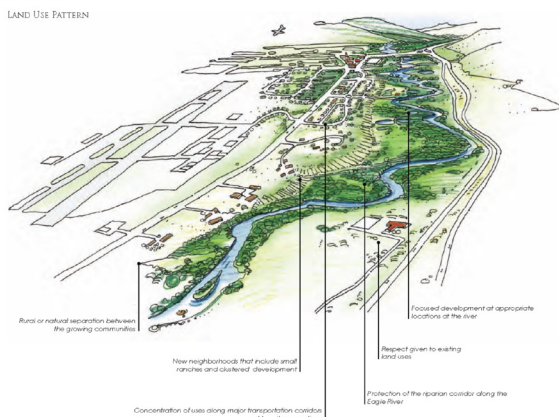 Land Use Pattern
Rural or natural separation between
the growing communities
New neighborhoods that include small
ranches and clustered development
Concentration of uses along major transportation corridors
Protection of the riparian corridor along the
Eagle River
Respect given to existing
land uses
Focused development at appropriate
locations at the river